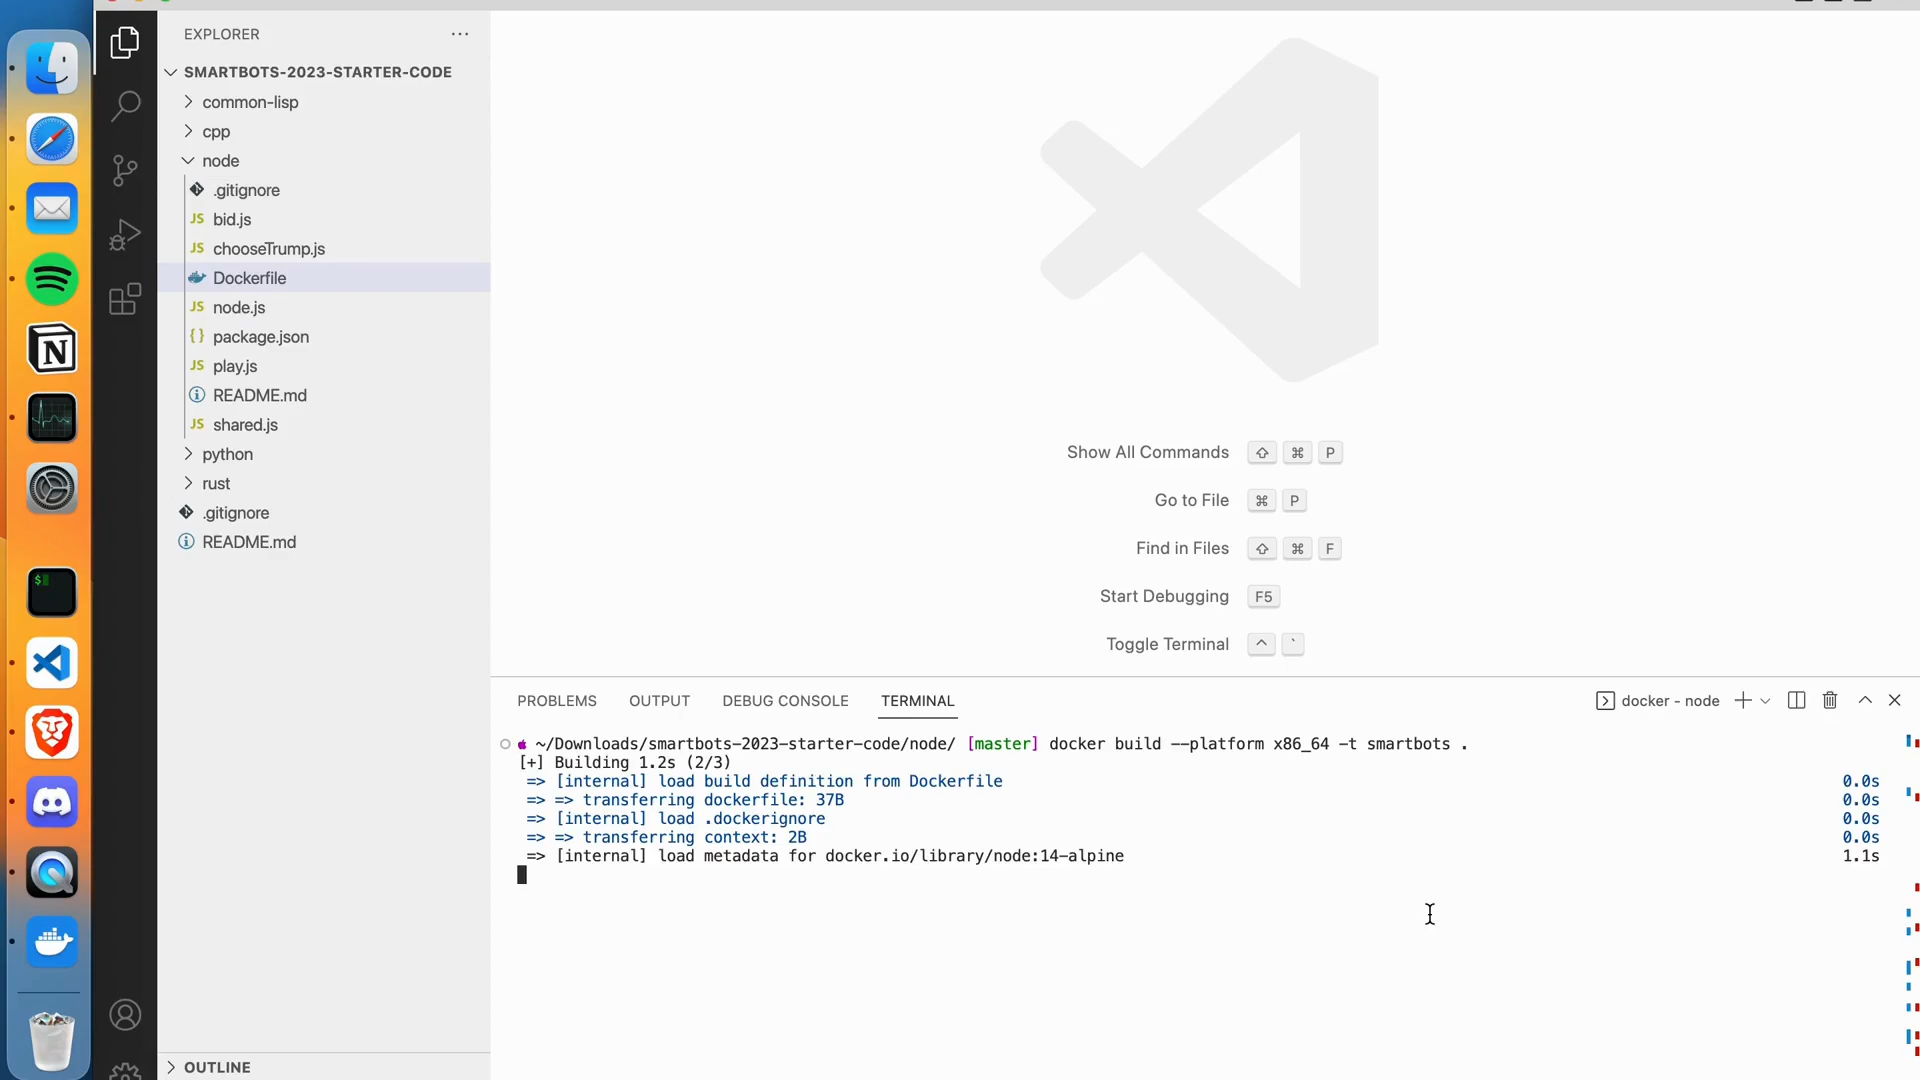 EXPLORER
SMARTBOTS-2023-STARTER-CODE
common-lisp
cpp
node
.gitignore
JS bid.js
JS chooseTrump.js
Dockerfile
JS node.js
{} package.json
JS play.js
README.md
JS shared.js
python
rust
.gitignore
README.md
OUTLINE
Show All Commands ⇧ ⌘ P
Go to File ⌘ P
Find in Files ⇧ ⌘ F
Start Debugging F5
Toggle Terminal ^ `
PROBLEMS OUTPUT DEBUG CONSOLE TERMINAL docker - node
~/Downloads/smartbots-2023-starter-code/node/ [master] docker build --platform x86_64 -t smartbots .
[+] Building 1.2s (2/3)
=> [internal] load build definition from Dockerfile 0.0s
=> => transferring dockerfile: 37B 0.0s
=> [internal] load .dockerignore 0.0s
=> => transferring context: 2B 0.0s
=> [internal] load metadata for docker.io/library/node:14-alpine 1.1s